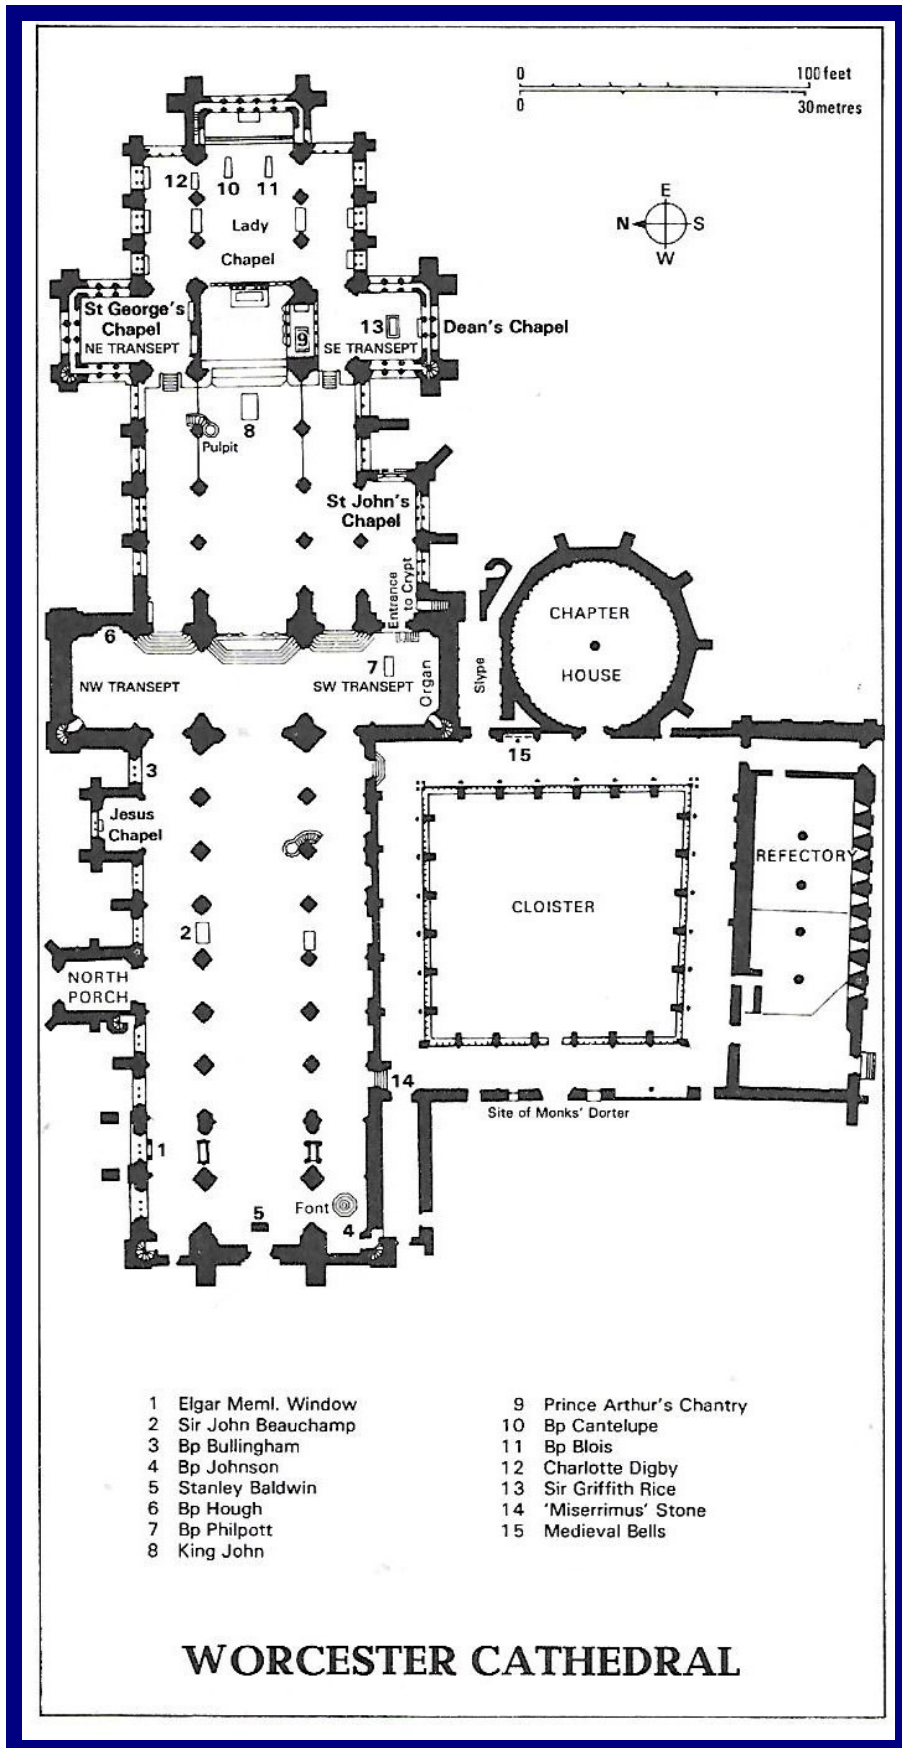 0 100 feet
0 30 metres
E
N S
W
12 10 11
Lady
Chapel
St George's
Chapel
NE TRANSEPT
9
13
SE TRANSEPT
Dean's Chapel
8
Pulpit
St John's
Chapel
Entrance
to Crypt
CHAPTER
HOUSE
Slype
6
NW TRANSEPT
7
SW TRANSEPT
Organ
15
3
Jesus
Chapel
REFECTORY
CLOISTER
2
NORTH
PORCH
14
Site of Monks' Dorter
1
5
Font
4
1 Elgar Meml. Window
2 Sir John Beauchamp
3 Bp Bullingham
4 Bp Johnson
5 Stanley Baldwin
6 Bp Hough
7 Bp Philpott
8 King John
9 Prince Arthur's Chantry
10 Bp Cantelupe
11 Bp Blois
12 Charlotte Digby
13 Sir Griffith Rice
14 'Miserrimus' Stone
15 Medieval Bells
WORCESTER CATHEDRAL